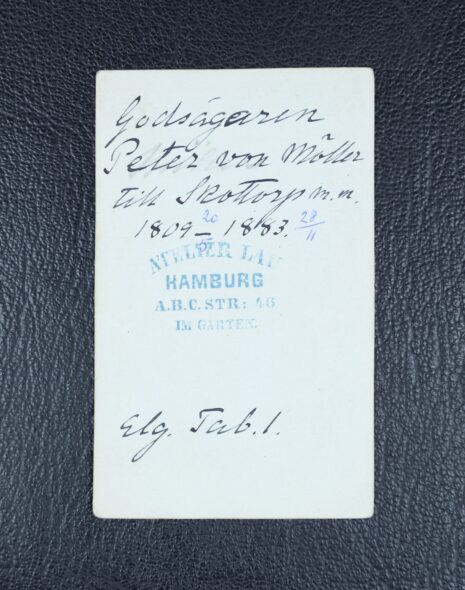 Godsägaren
Peter von Möller
till Skottorp m.m.
1809 20/5 – 1883. 28/11
ATELIER
HAMBURG
A.B.C. STR: 46
IM GARTEN.
Elg. Tab. 1.